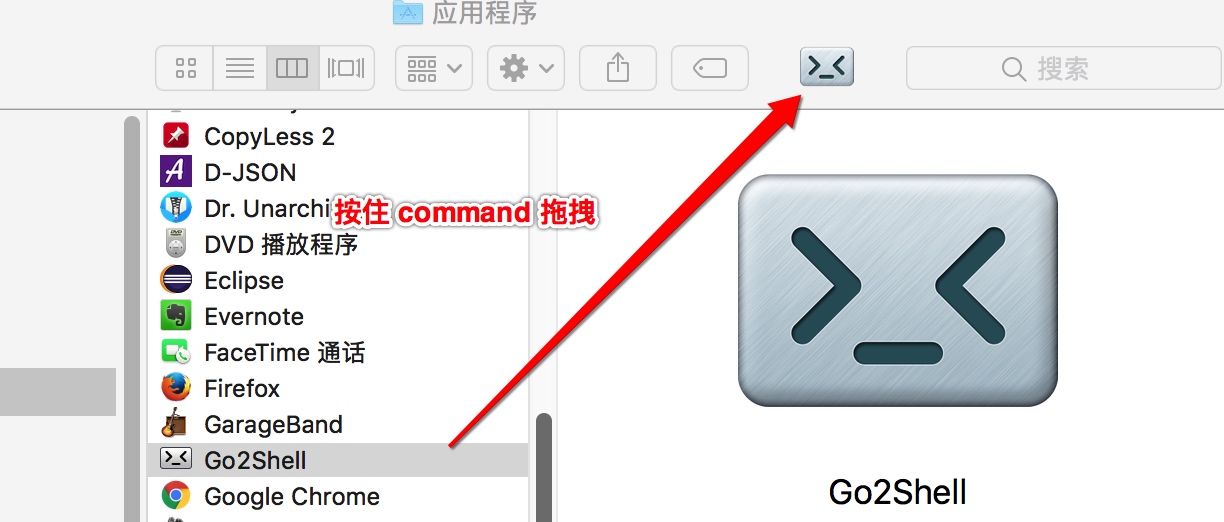 应用程序
搜索
CopyLess 2
D-JSON
Dr. Unarchi
按住 command 拖拽
DVD 播放程序
Eclipse
Evernote
FaceTime 通话
Firefox
GarageBand
Go2Shell
Google Chrome
Go2Shell